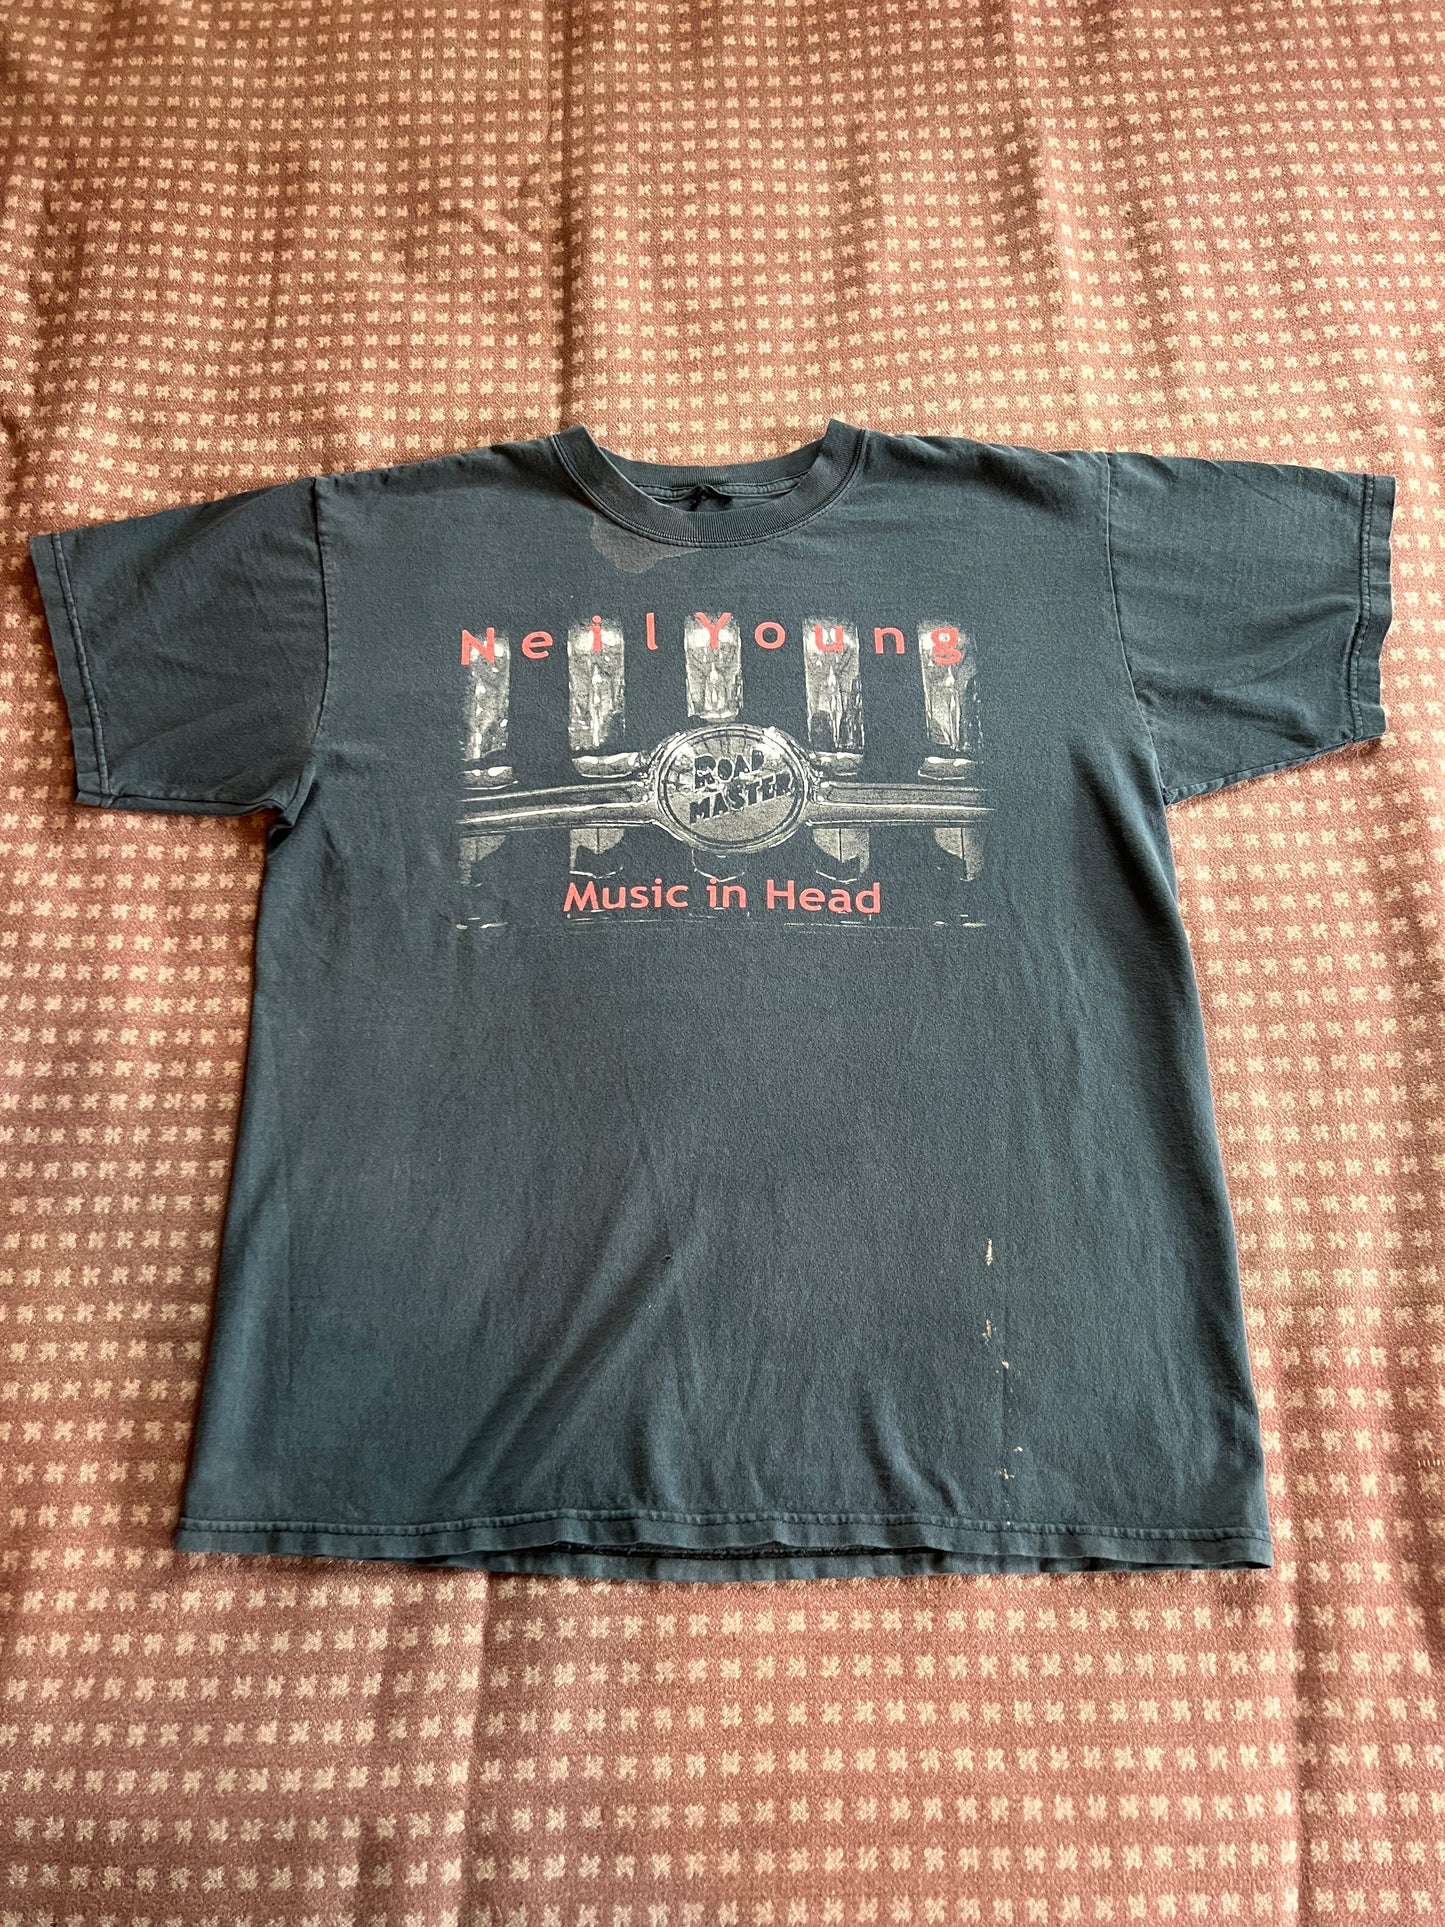 Neil Young
ROAD
MASTER
Music in Head